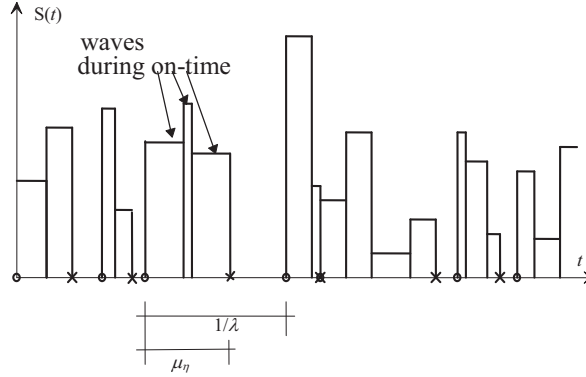 S(t)
waves
during on-time
t
1/λ
μη